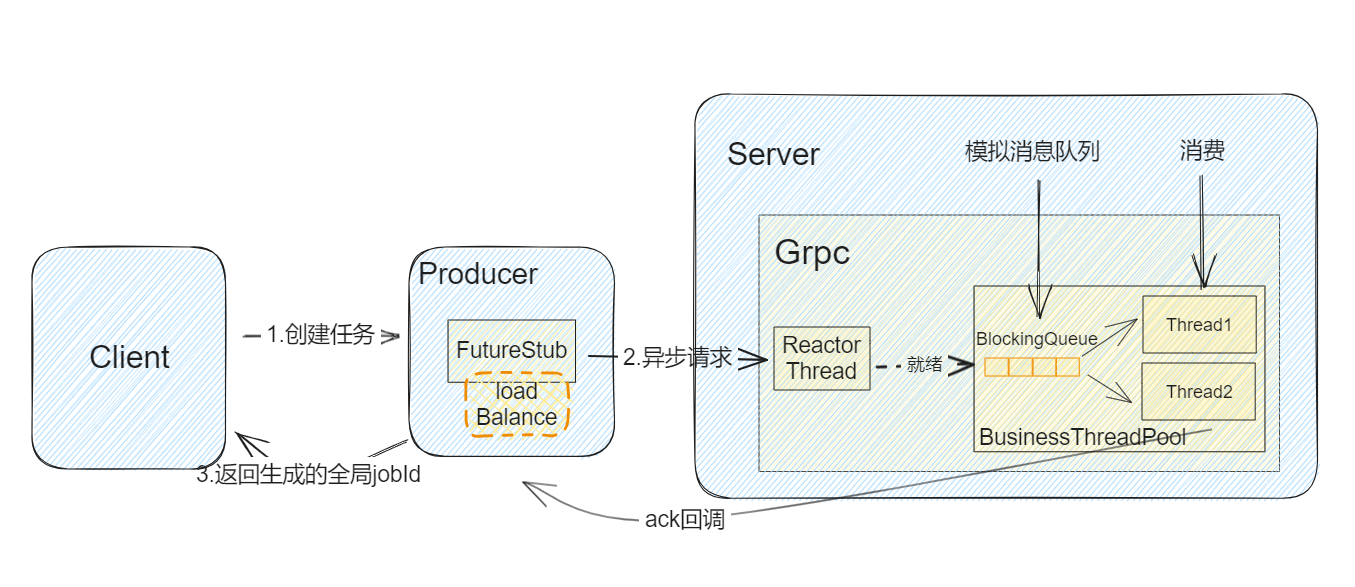 Server
模拟消息队列
消费
Grpc
Producer
Client
1.创建任务
FutureStub
load
Balance
2.异步请求
Reactor
Thread
就绪
BlockingQueue
Thread1
Thread2
BusinessThreadPool
3.返回生成的全局jobId
ack回调